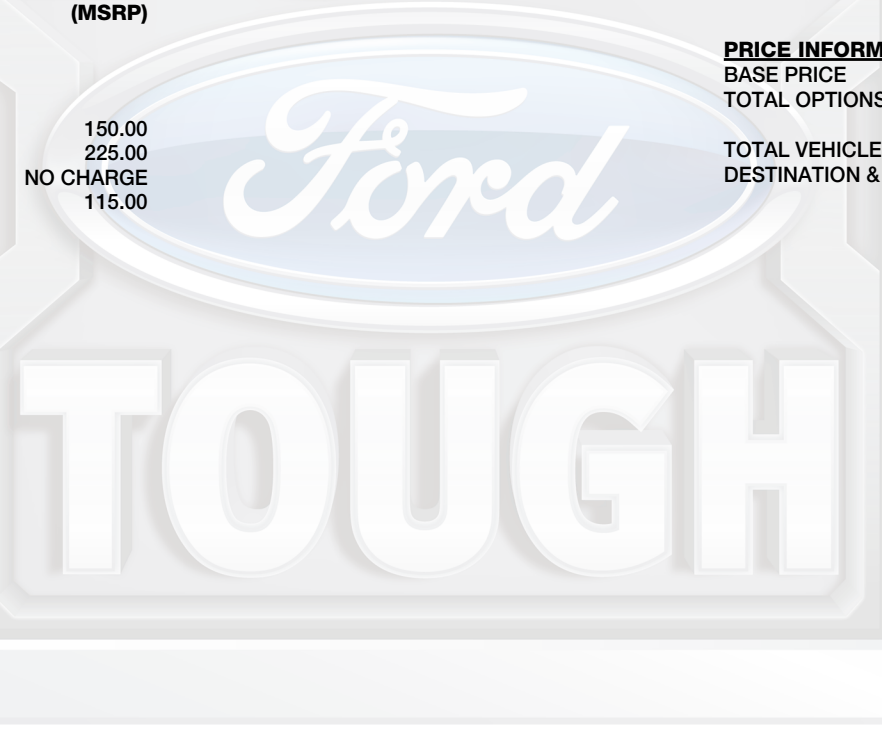 (MSRP)
150.00
225.00
NO CHARGE
115.00
PRICE INFORM
BASE PRICE
TOTAL OPTIONS
TOTAL VEHICLE
DESTINATION &
Ford
TOUGH